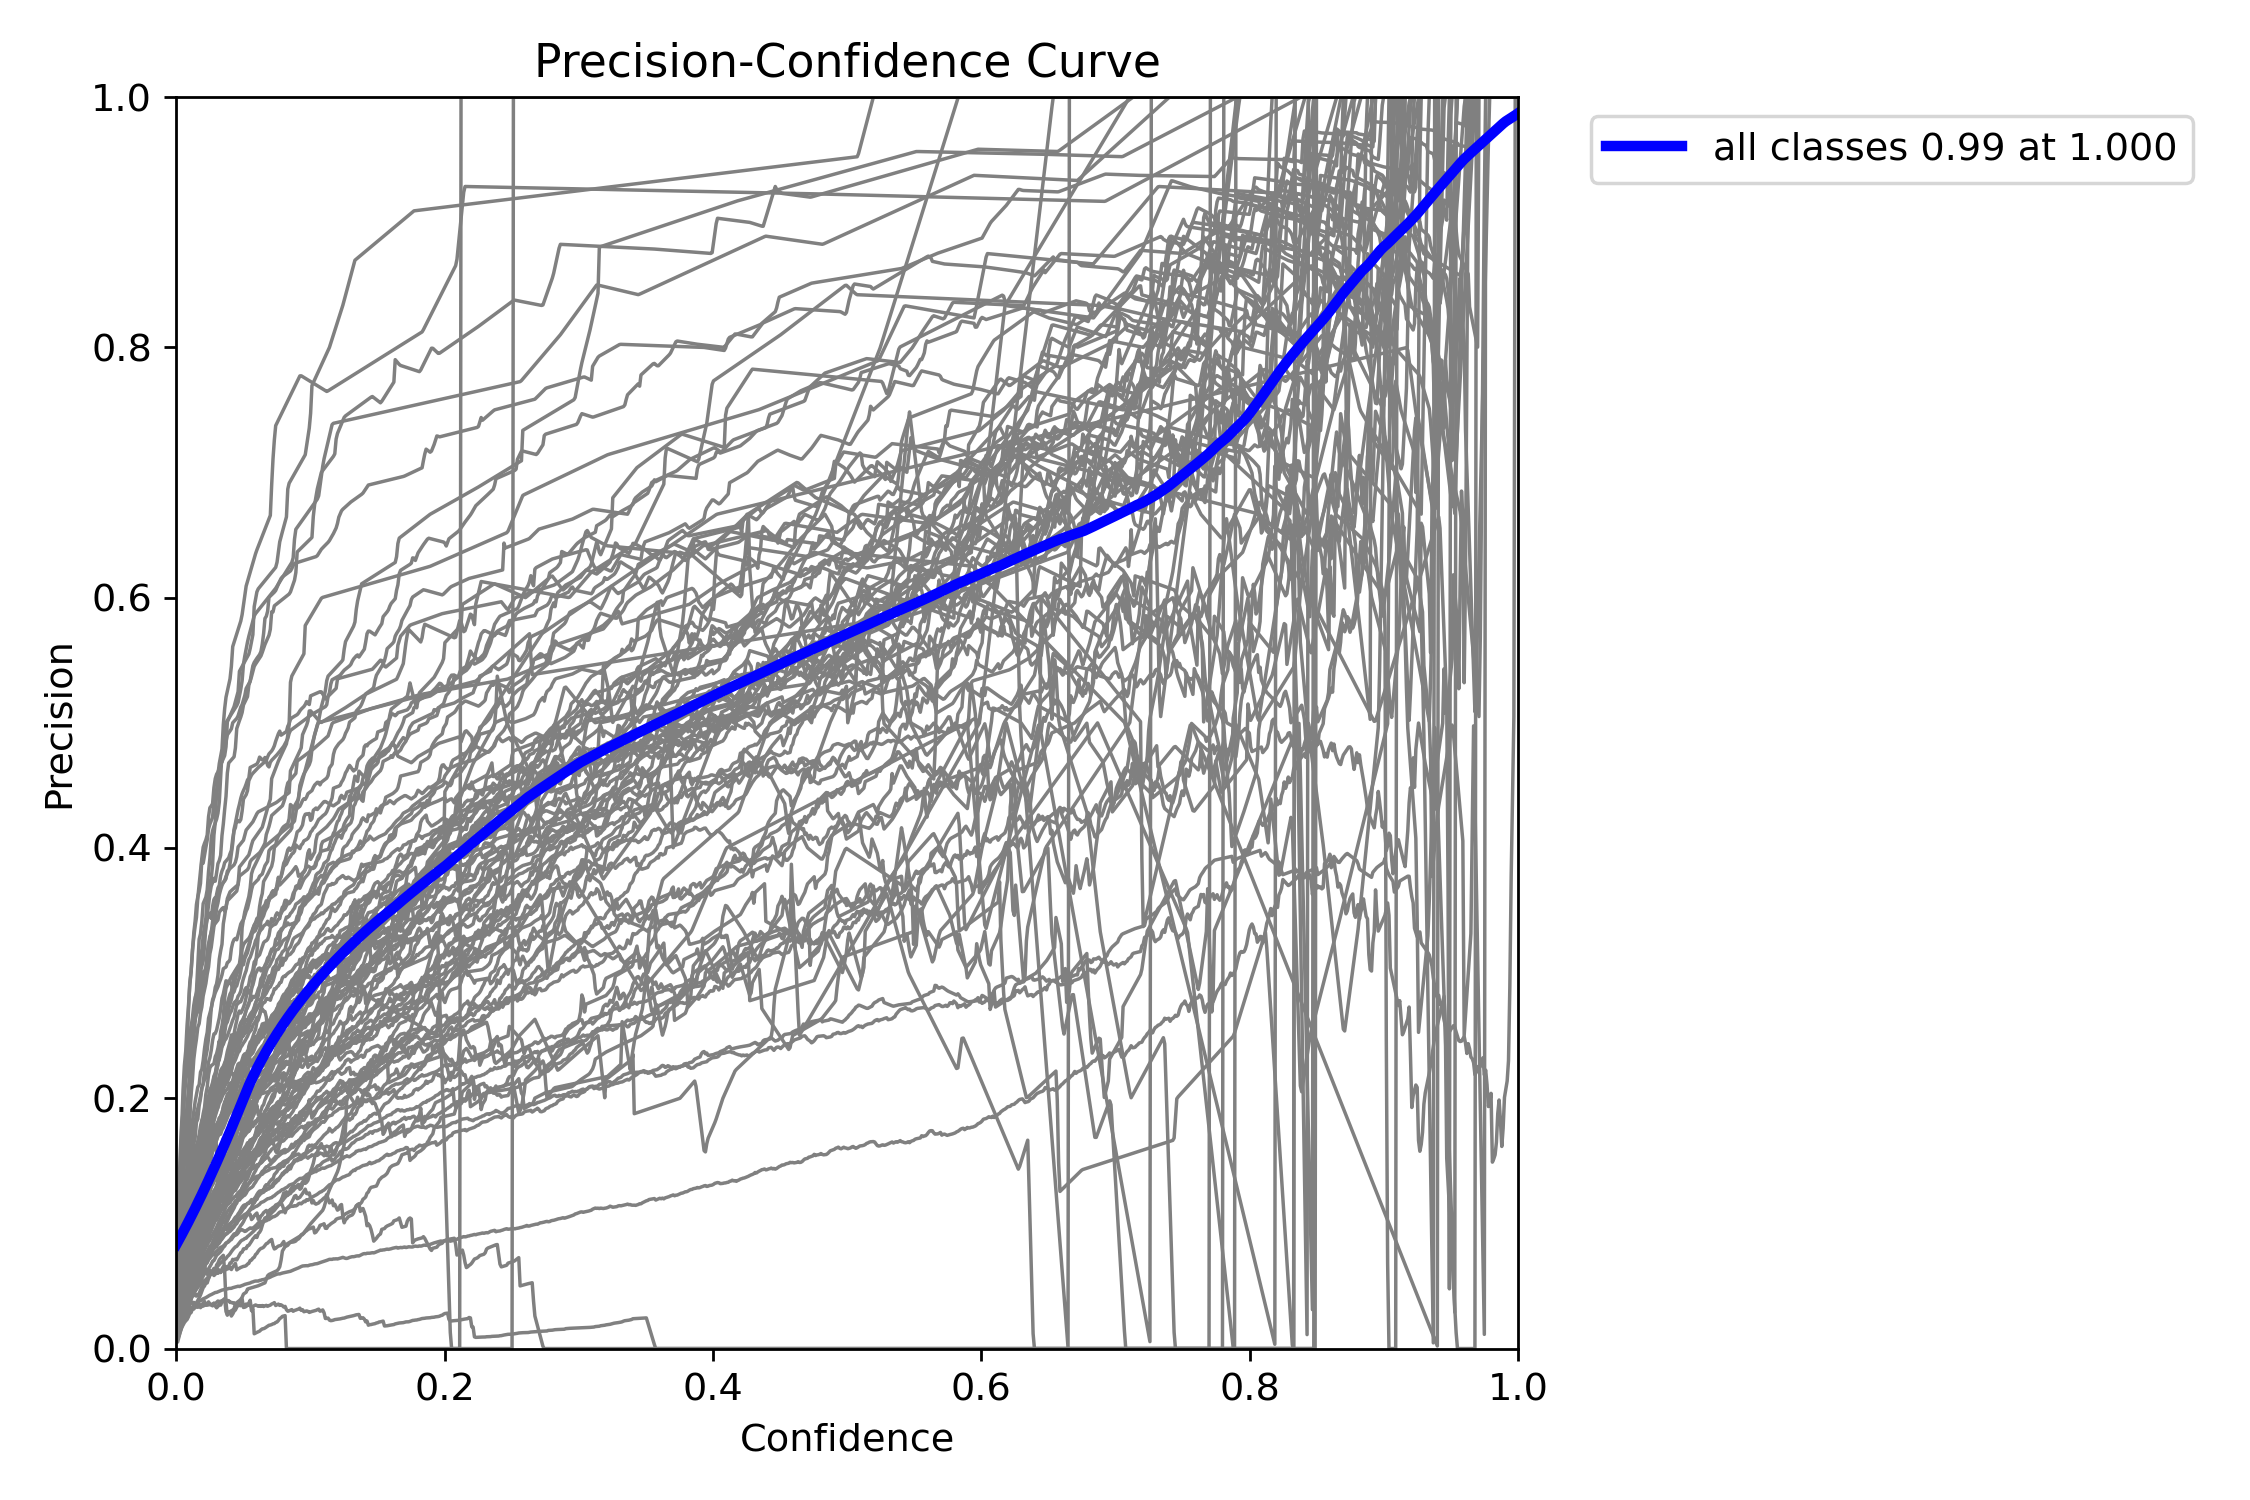 Precision-Confidence Curve
all classes 0.99 at 1.000
1.0
0.8
0.6
0.4
0.2
0.0
Precision
0.0 0.2 0.4 0.6 0.8 1.0
Confidence